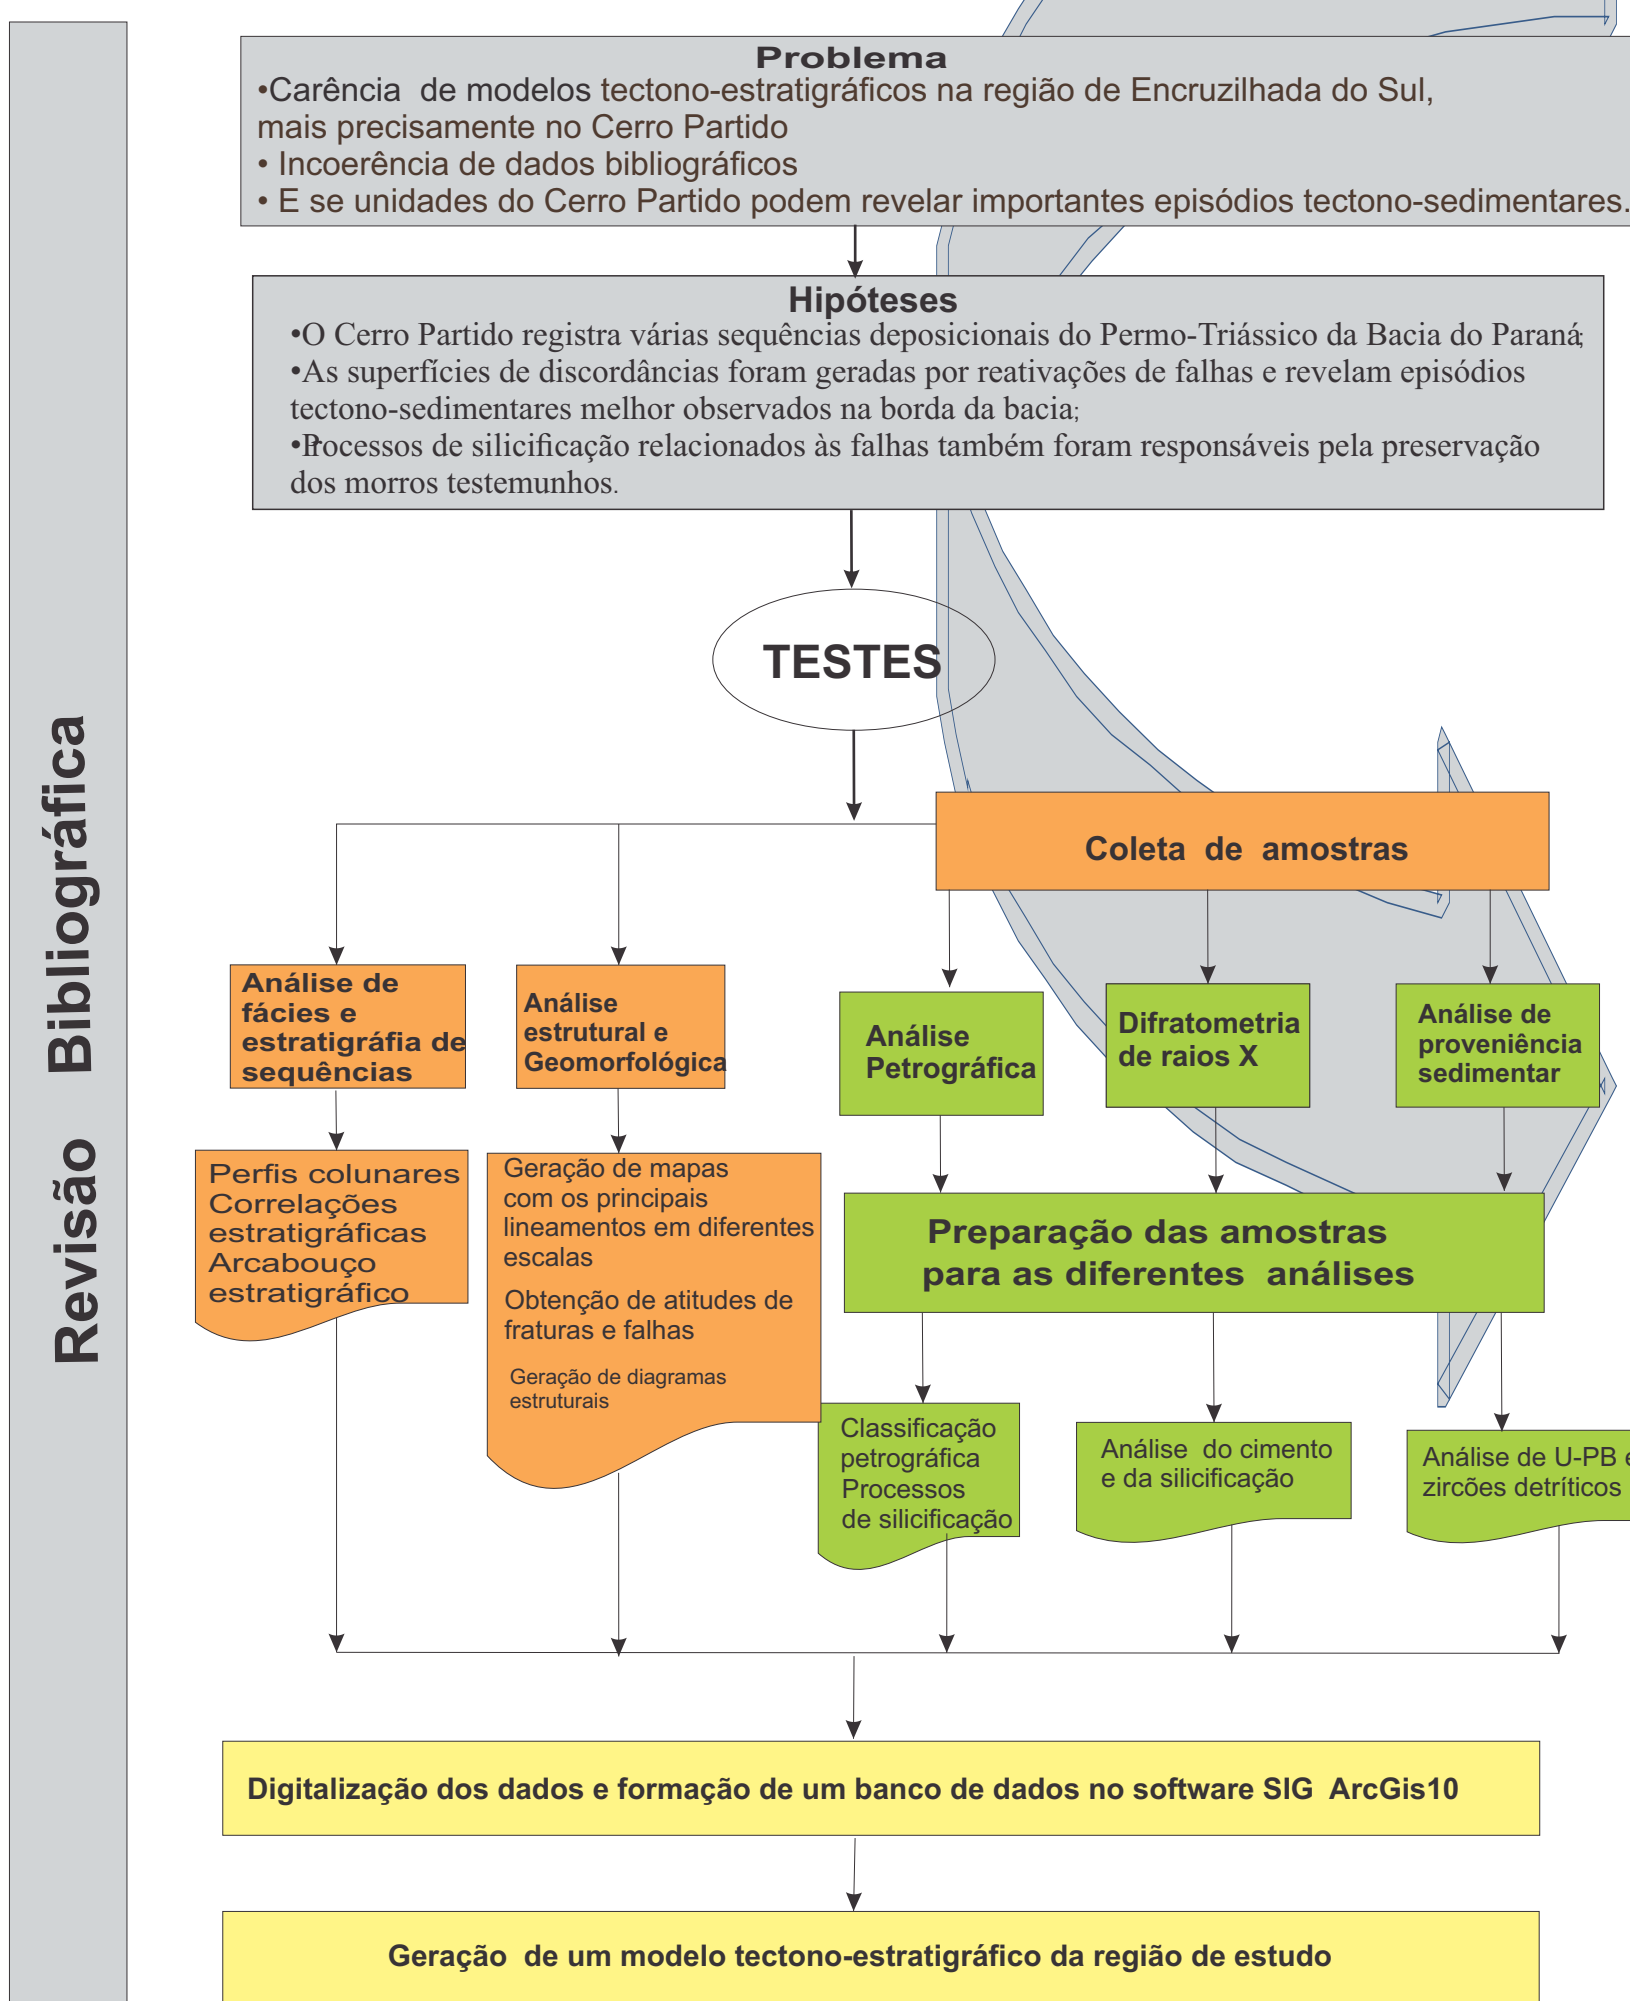 Revisão Bibliográfica
Problema
•Carência de modelos tectono-estratigráficos na região de Encruzilhada do Sul,
mais precisamente no Cerro Partido
• Incoerência de dados bibliográficos
• E se unidades do Cerro Partido podem revelar importantes episódios tectono-sedimentares.
Hipóteses
•O Cerro Partido registra várias sequências deposicionais do Permo-Triássico da Bacia do Paraná;
•As superfícies de discordâncias foram geradas por reativações de falhas e revelam episódios
tectono-sedimentares melhor observados na borda da bacia;
•Processos de silicificação relacionados às falhas também foram responsáveis pela preservação
dos morros testemunhos.
TESTES
Coleta de amostras
Análise de
fácies e
estratigráfia de
sequências
Análise
estrutural e
Geomorfológica
Análise
Petrográfica
Difratometria
de raios X
Análise de
proveniência
sedimentar
Perfis colunares
Correlações
estratigráficas
Arcabouço
estratigráfico
Geração de mapas
com os principais
lineamentos em diferentes
escalas
Obtenção de atitudes de
fraturas e falhas
Geração de diagramas
estruturais
Preparação das amostras
para as diferentes análises
Classificação
petrográfica
Processos
de silicificação
Análise do cimento
e da silicificação
Análise de U-PB
zircões detríticos
Digitalização dos dados e formação de um banco de dados no software SIG ArcGis10
Geração de um modelo tectono-estratigráfico da região de estudo